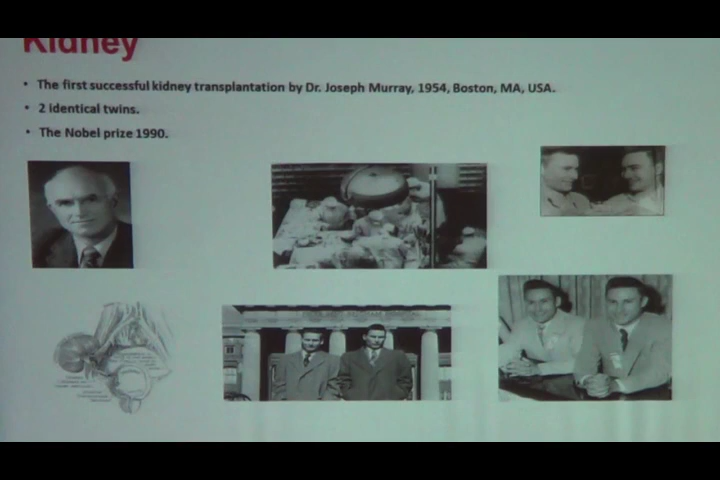 Kidney
• The first successful kidney transplantation by Dr. Joseph Murray, 1954, Boston, MA, USA.
• 2 identical twins.
• The Nobel prize 1990.